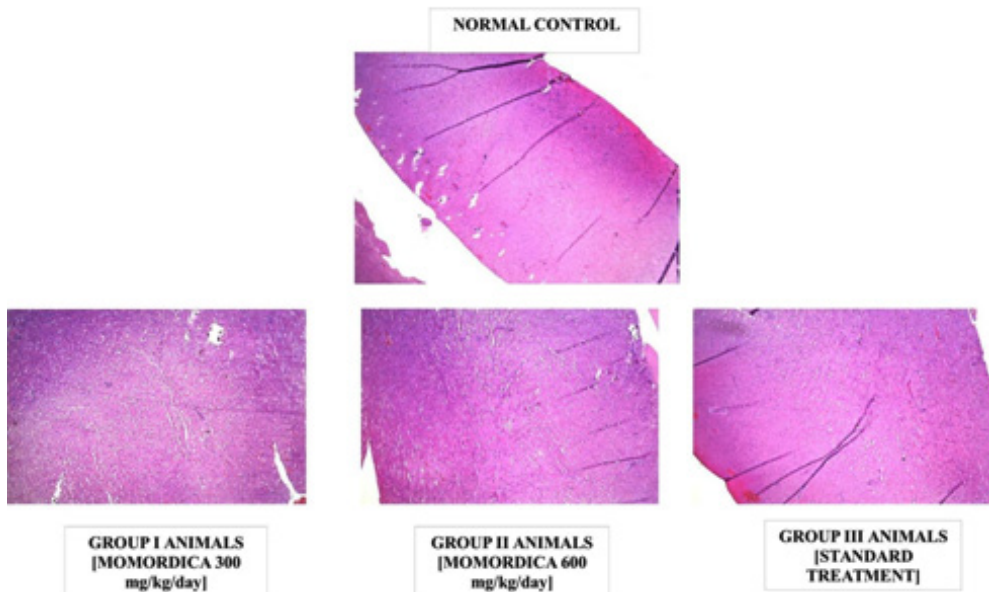 NORMAL CONTROL
GROUP I ANIMALS
[MOMORDICA 300
mg/kg/day]
GROUP II ANIMALS
[MOMORDICA 600
mg/kg/day]
GROUP III ANIMALS
[STANDARD
TREATMENT]